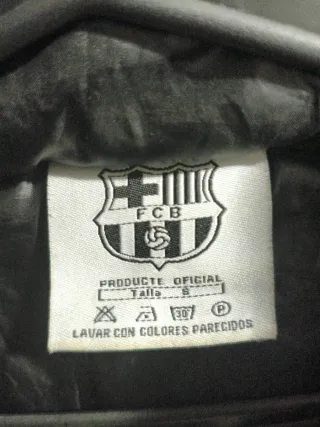 FCB
PRODUCTE OFICIAL
Talla S
30°
P
LAVAR CON COLORES PARECIDOS